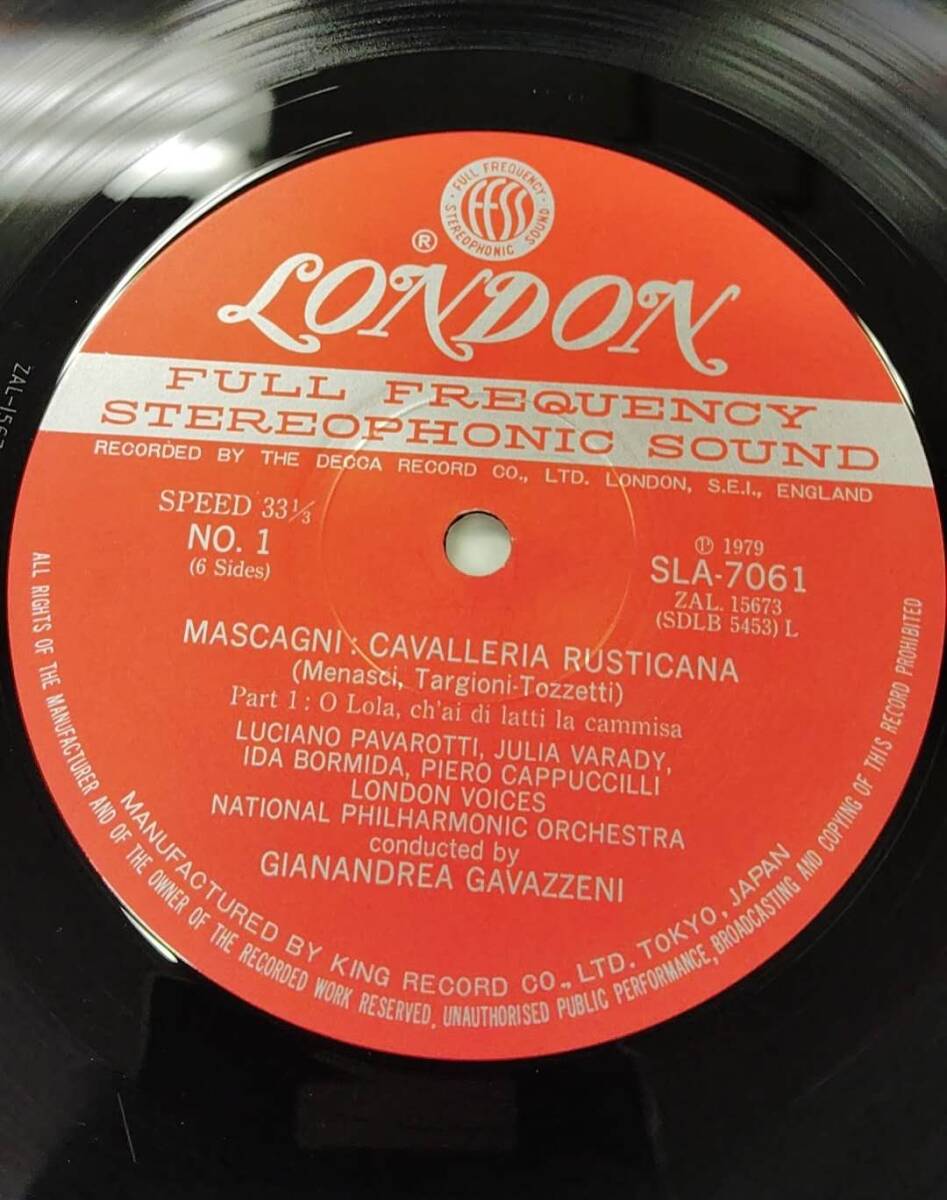 FULL FREQUENCY
STEREOPHONIC SOUND
FFSS
®
LONDON
FULL FREQUENCY
STEREOPHONIC SOUND
RECORDED BY THE DECCA RECORD CO., LTD. LONDON, S.E.I., ENGLAND
SPEED 33⅓
NO. 1
(6 Sides)
Ⓟ 1979
SLA-7061
ZAL. 15673
(SDLB 5453) L
MASCAGNI: CAVALLERIA RUSTICANA
(Menasci, Targioni-Tozzetti)
Part 1 : O Lola, ch'ai di latti la cammisa
LUCIANO PAVAROTTI, JULIA VARADY,
IDA BORMIDA, PIERO CAPPUCCILLI
LONDON VOICES
NATIONAL PHILHARMONIC ORCHESTRA
conducted by
GIANANDREA GAVAZZENI
MANUFACTURED BY KING RECORD CO., LTD. TOKYO, JAPAN
ALL RIGHTS OF THE MANUFACTURER AND OF THE OWNER OF THE RECORDED WORK RESERVED. UNAUTHORISED PUBLIC PERFORMANCE, BROADCASTING AND COPYING OF THIS RECORD PROHIBITED